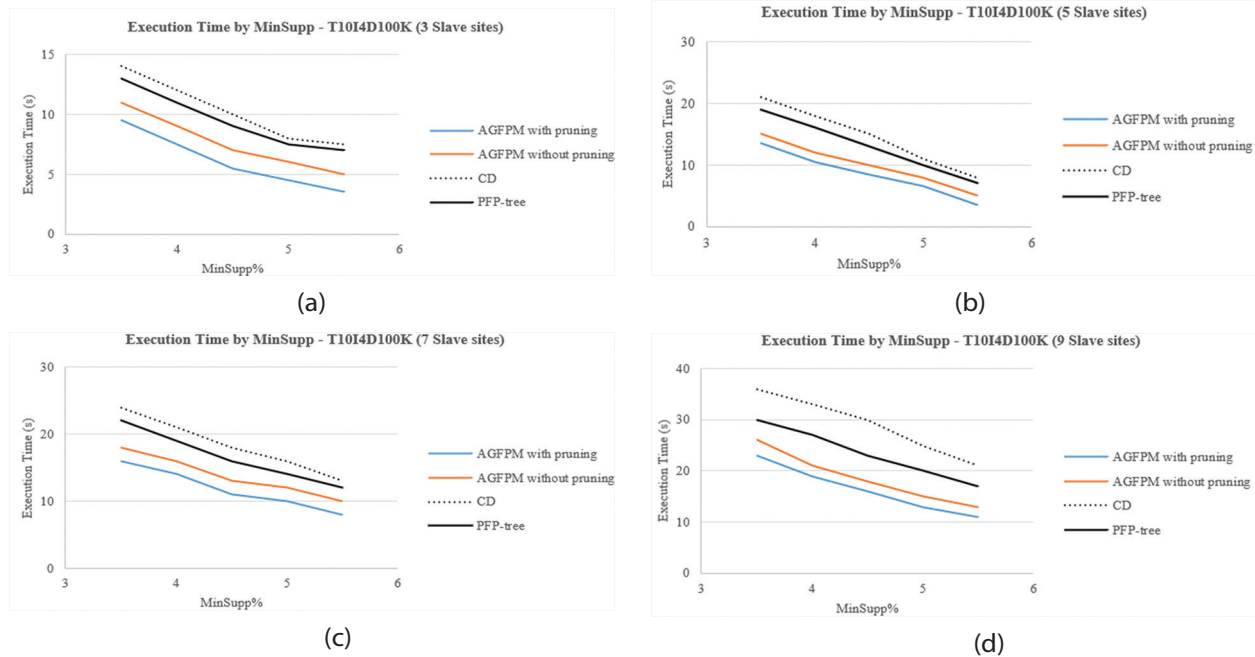 Execution Time by MinSupp - T10I4D100K (3 Slave sites)
15
10
5
0
3
4
5
6
Execution Time (s)
MinSupp%
AGFPM with pruning
AGFPM without pruning
CD
PFP-tree
(a)
Execution Time by MinSupp - T10I4D100K (5 Slave sites)
30
20
10
0
3
4
5
6
Execution Time (s)
MinSupp%
AGFPM with pruning
AGFPM without pruning
CD
PFP-tree
(b)
Execution Time by MinSupp - T10I4D100K (7 Slave sites)
30
20
10
0
3
4
5
6
Execution Time (s)
MinSupp%
AGFPM with pruning
AGFPM without pruning
CD
PFP-tree
(c)
Execution Time by MinSupp - T10I4D100K (9 Slave sites)
40
30
20
10
0
3
4
5
6
Execution Time (s)
MinSupp%
AGFPM with pruning
AGFPM without pruning
CD
PFP-tree
(d)